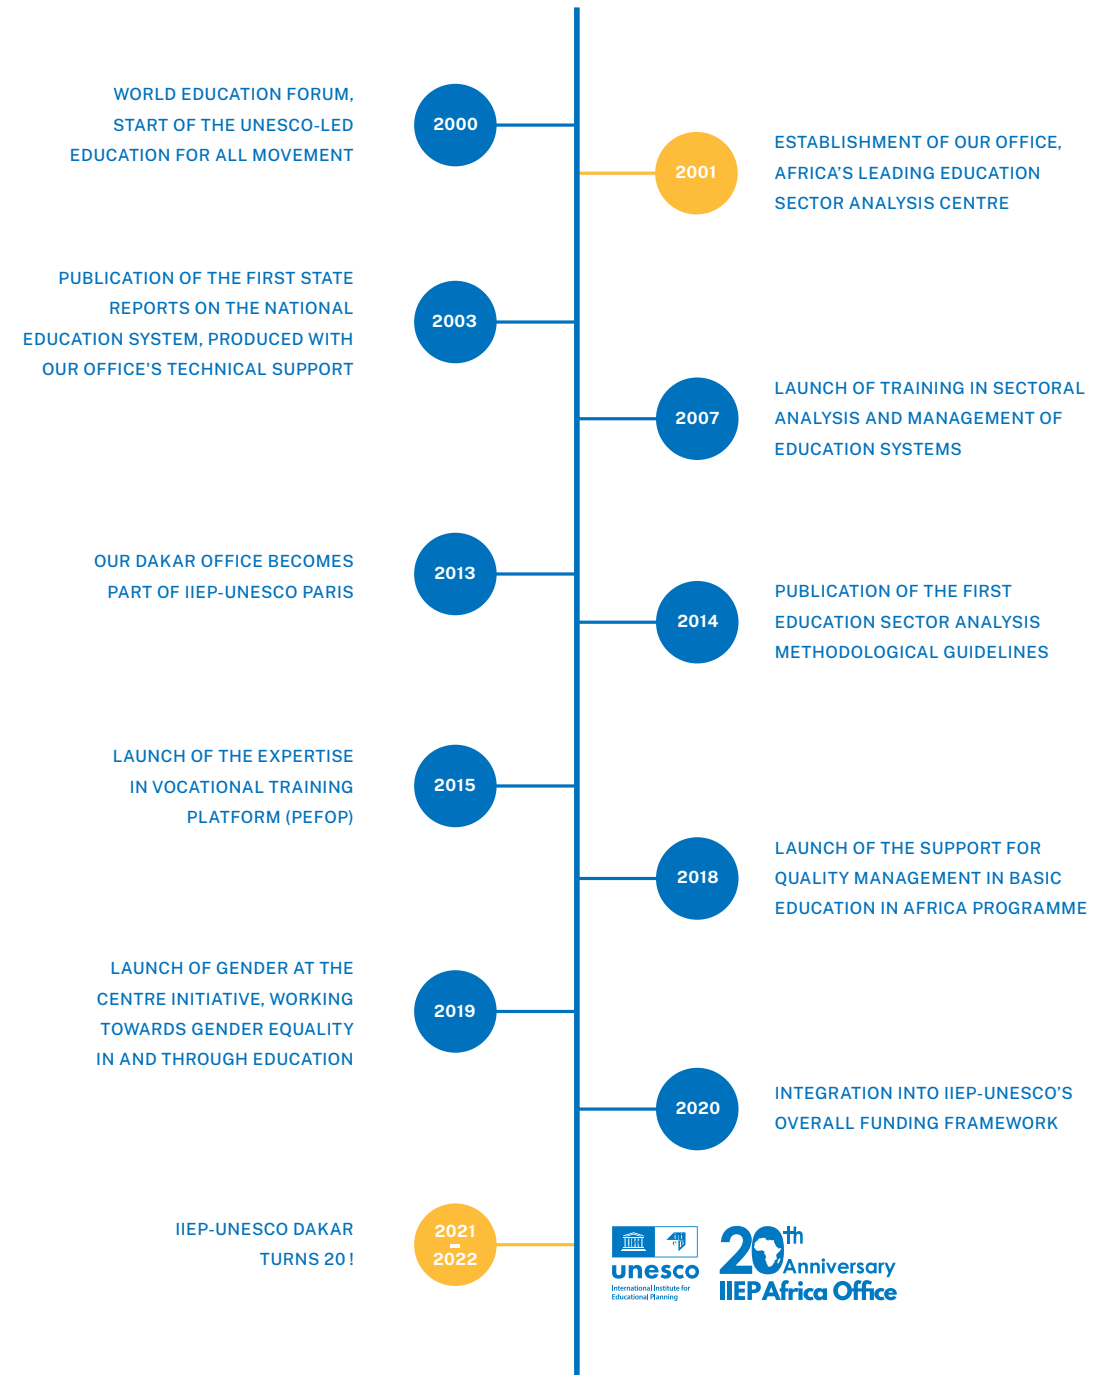 WORLD EDUCATION FORUM,
START OF THE UNESCO-LED
EDUCATION FOR ALL MOVEMENT
2000
2001
ESTABLISHMENT OF OUR OFFICE,
AFRICA'S LEADING EDUCATION
SECTOR ANALYSIS CENTRE
PUBLICATION OF THE FIRST STATE
REPORTS ON THE NATIONAL
EDUCATION SYSTEM, PRODUCED WITH
OUR OFFICE'S TECHNICAL SUPPORT
2003
2007
LAUNCH OF TRAINING IN SECTORAL
ANALYSIS AND MANAGEMENT OF
EDUCATION SYSTEMS
OUR DAKAR OFFICE BECOMES
PART OF IIEP-UNESCO PARIS
2013
2014
PUBLICATION OF THE FIRST
EDUCATION SECTOR ANALYSIS
METHODOLOGICAL GUIDELINES
LAUNCH OF THE EXPERTISE
IN VOCATIONAL TRAINING
PLATFORM (PEFOP)
2015
2018
LAUNCH OF THE SUPPORT FOR
QUALITY MANAGEMENT IN BASIC
EDUCATION IN AFRICA PROGRAMME
LAUNCH OF GENDER AT THE
CENTRE INITIATIVE, WORKING
TOWARDS GENDER EQUALITY
IN AND THROUGH EDUCATION
2019
2020
INTEGRATION INTO IIEP-UNESCO'S
OVERALL FUNDING FRAMEWORK
IIEP-UNESCO DAKAR
TURNS 20 !
2021
-
2022
unesco
International Institute for
Educational Planning
20th
Anniversary
IIEP Africa Office